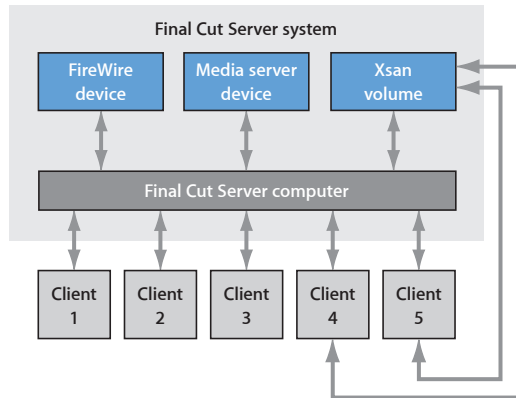 Final Cut Server system
FireWire
device
Media server
device
Xsan
volume
Final Cut Server computer
Client
1
Client
2
Client
3
Client
4
Client
5